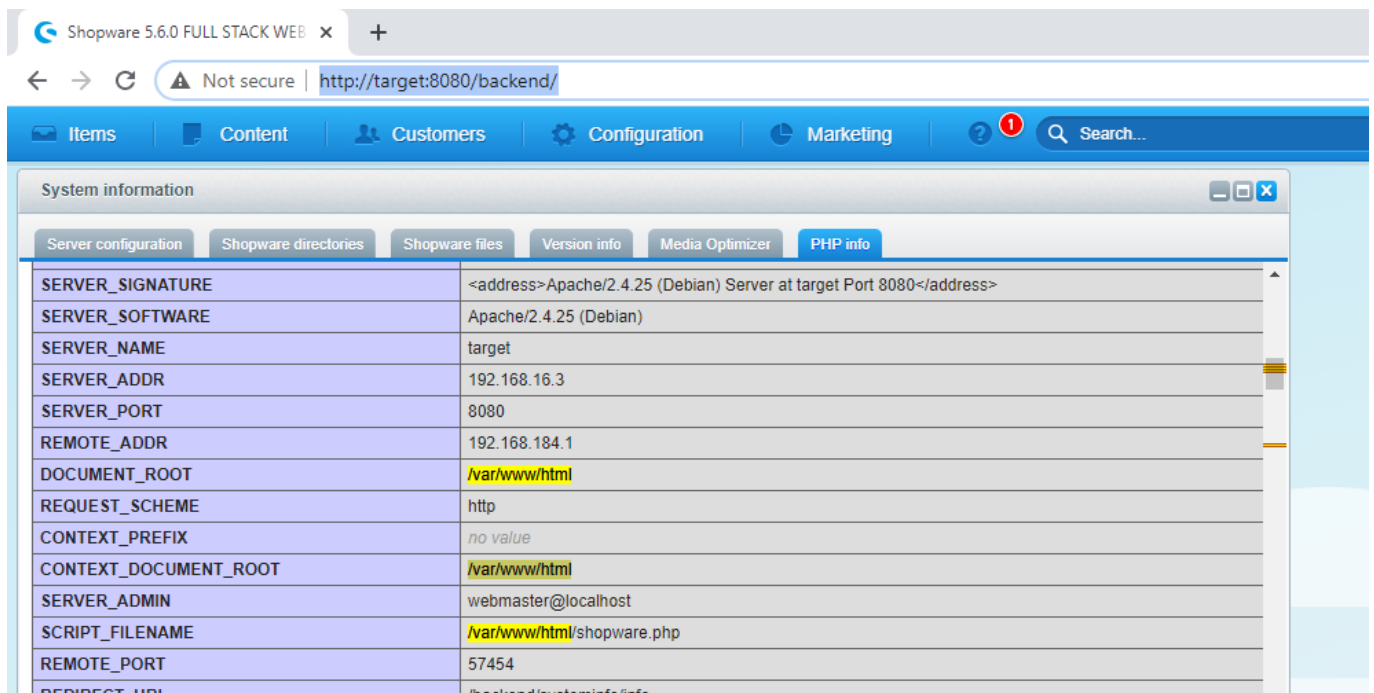 Shopware 5.6.0 FULL STACK WEB
Not secure http://target:8080/backend/
Items Content Customers Configuration Marketing 1 Search...
System information
Server configuration Shopware directories Shopware files Version info Media Optimizer PHP info
SERVER_SIGNATURE <address>Apache/2.4.25 (Debian) Server at target Port 8080</address>
SERVER_SOFTWARE Apache/2.4.25 (Debian)
SERVER_NAME target
SERVER_ADDR 192.168.16.3
SERVER_PORT 8080
REMOTE_ADDR 192.168.184.1
DOCUMENT_ROOT /var/www/html
REQUEST_SCHEME http
CONTEXT_PREFIX no value
CONTEXT_DOCUMENT_ROOT /var/www/html
SERVER_ADMIN webmaster@localhost
SCRIPT_FILENAME /var/www/html/shopware.php
REMOTE_PORT 57454
REDIRECT_URL /backend/systeminfo/info